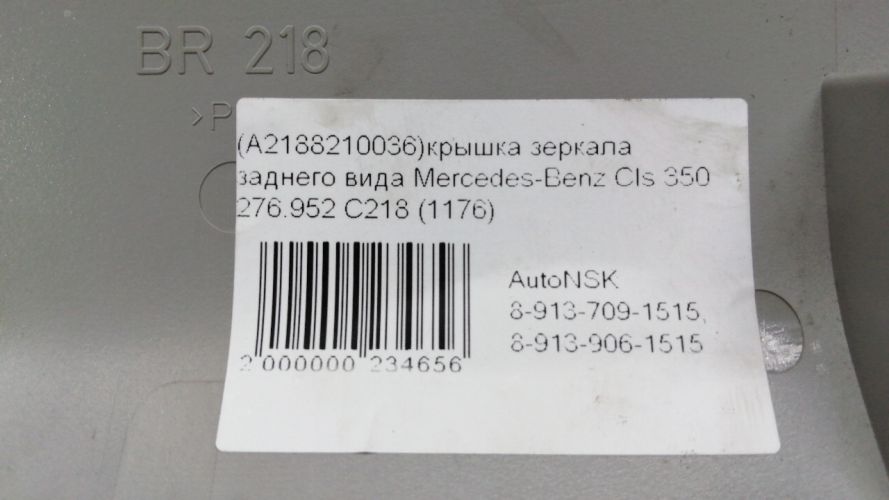 BR 218
>P
(A2188210036)крышка зеркала
заднего вида Mercedes-Benz Cls 350
276.952 C218 (1176)
AutoNSK
8-913-709-1515,
8-913-906-1515
2 000000 234656